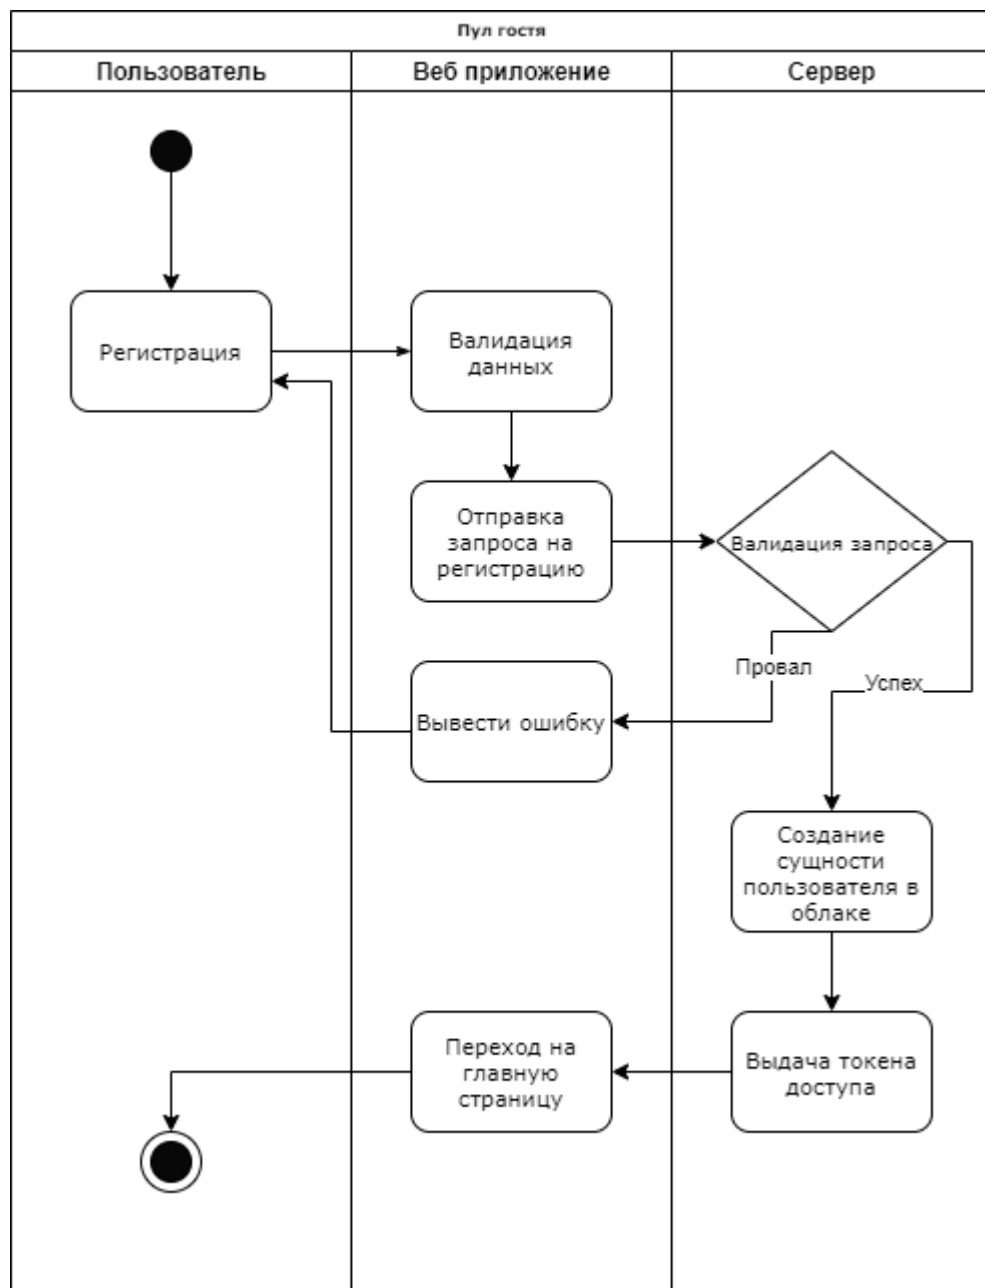 Пул гостя
Пользователь
Веб приложение
Сервер
Регистрация
Валидация
данных
Отправка
запроса на
регистрацию
Валидация запроса
Провал
Успех
Вывести ошибку
Создание
сущности
пользователя в
облаке
Переход на
главную
страницу
Выдача токена
доступа